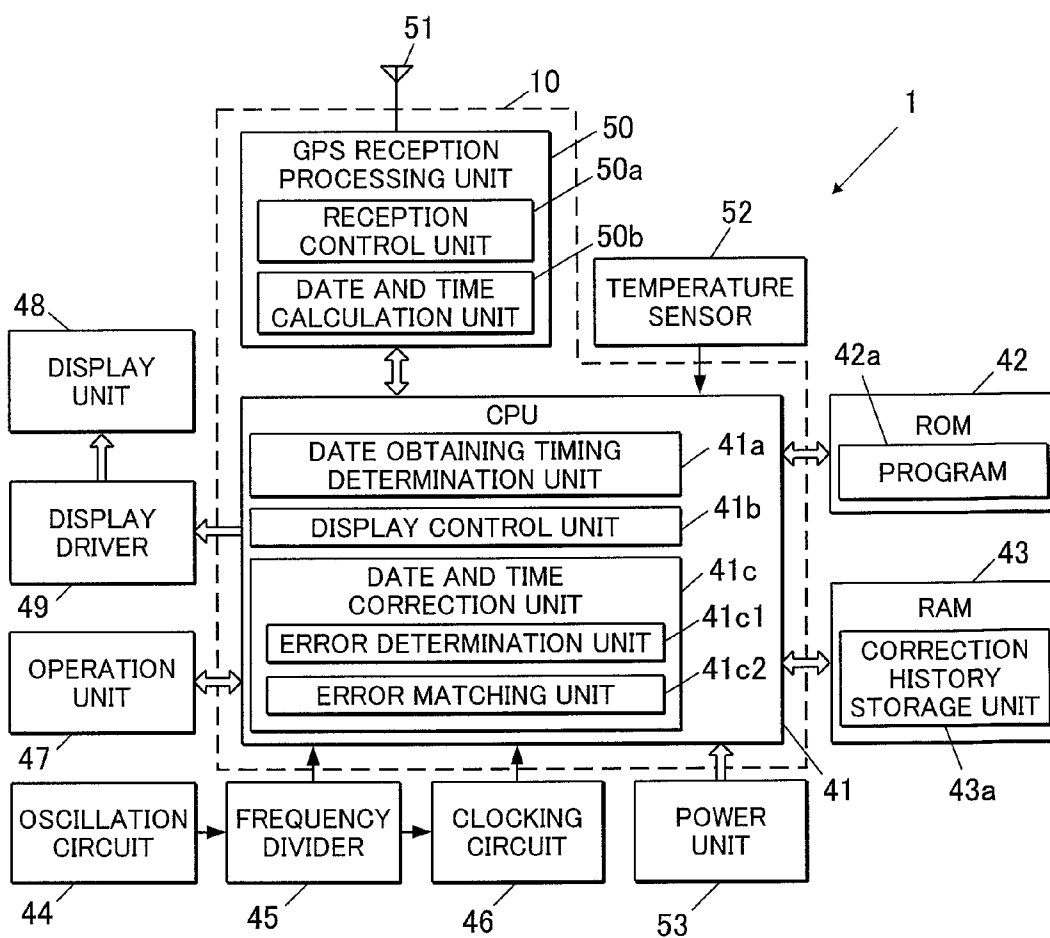 51
10
1
50
GPS RECEPTION
PROCESSING UNIT
50a
RECEPTION
CONTROL UNIT
50b
DATE AND TIME
CALCULATION UNIT
52
TEMPERATURE
SENSOR
48
DISPLAY
UNIT
42a
42
ROM
PROGRAM
CPU
DATE OBTAINING TIMING
DETERMINATION UNIT
41a
DISPLAY CONTROL UNIT
41b
DISPLAY
DRIVER
49
DATE AND TIME
CORRECTION UNIT
41c
ERROR DETERMINATION UNIT
41c1
ERROR MATCHING UNIT
41c2
43
RAM
CORRECTION
HISTORY
STORAGE UNIT
43a
OPERATION
UNIT
47
41
OSCILLATION
CIRCUIT
44
FREQUENCY
DIVIDER
45
CLOCKING
CIRCUIT
46
POWER
UNIT
53